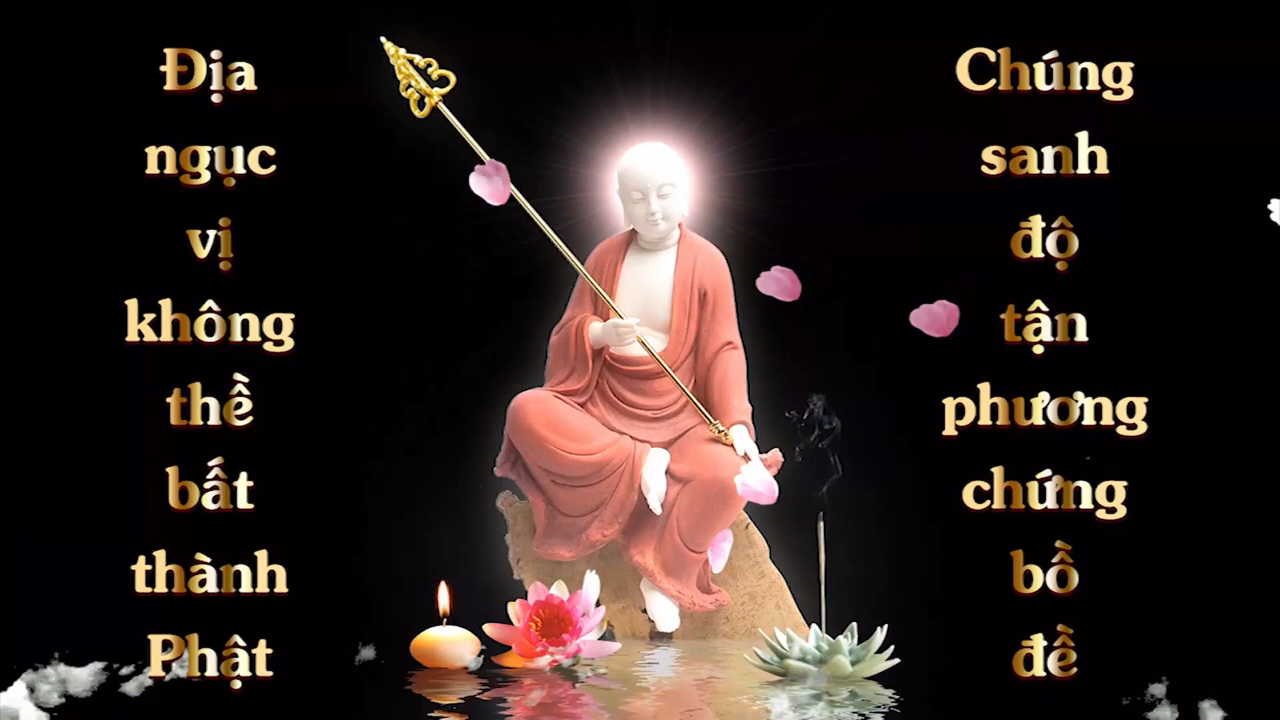 Địa
ngục
vị
không
thề
bất
thành
Phật
Chúng
sanh
độ
tận
phương
chứng
bồ
đề